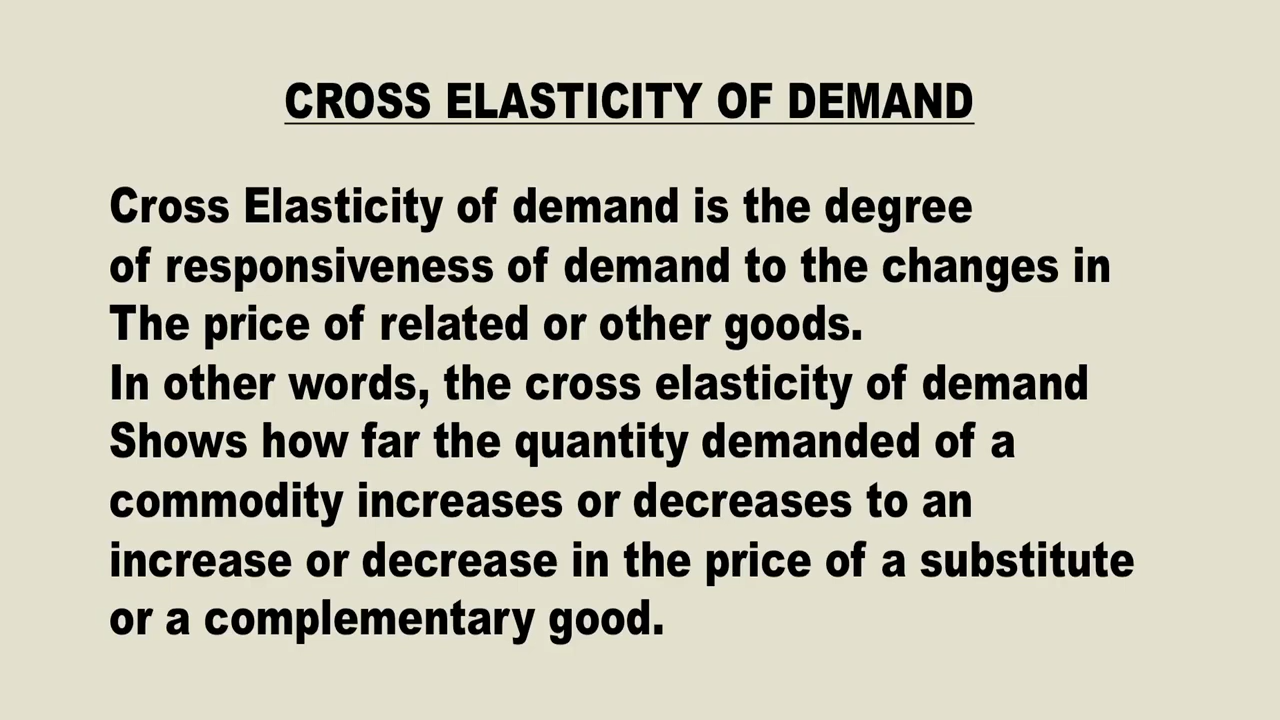 CROSS ELASTICITY OF DEMAND
Cross Elasticity of demand is the degree
of responsiveness of demand to the changes in
The price of related or other goods.
In other words, the cross elasticity of demand
Shows how far the quantity demanded of a
commodity increases or decreases to an
increase or decrease in the price of a substitute
or a complementary good.